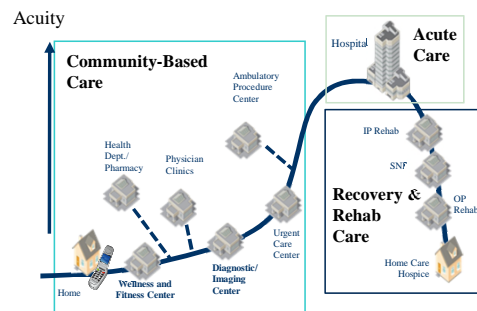 Acuity
Community-Based
Care
Hospital
Acute
Care
Ambulatory
Procedure
Center
Health
Dept./
Pharmacy
Physician
Clinics
IP Rehab
SNF
Recovery &
Rehab
Care
OP
Rehab
Urgent
Care
Center
Diagnostic/
Imaging
Center
Home Care
Hospice
Home
Wellness and
Fitness Center